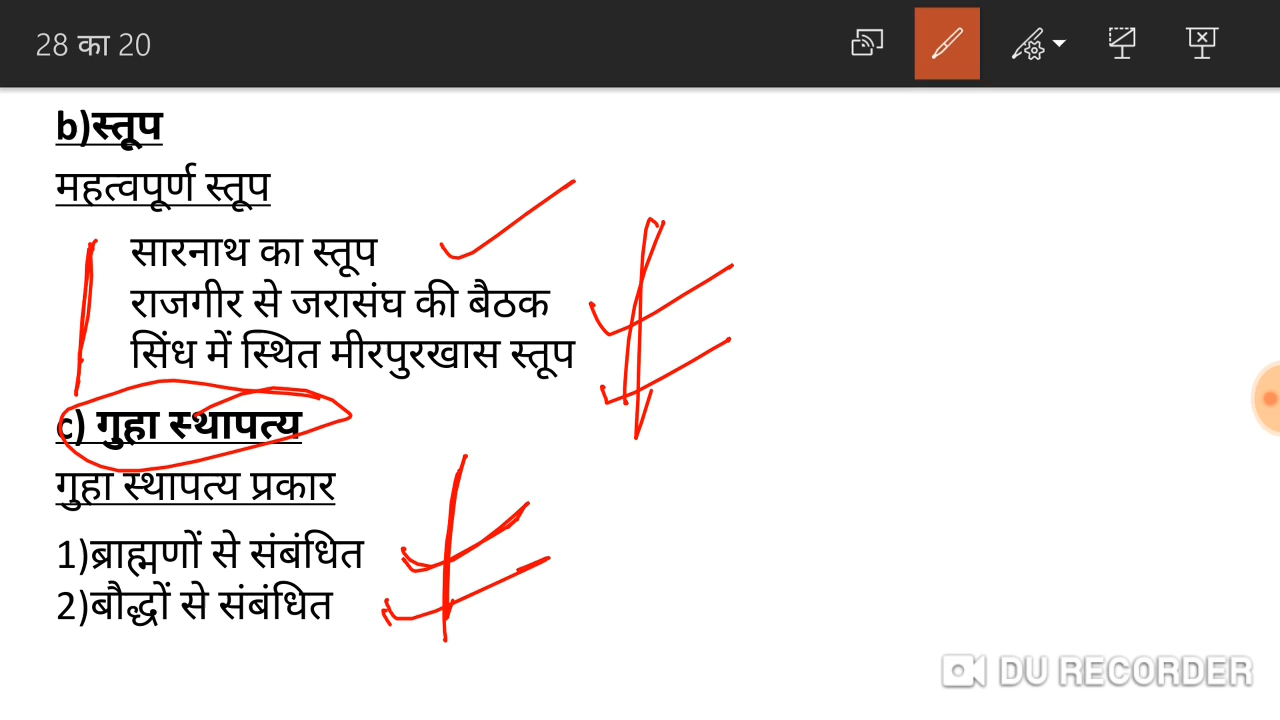 28 का 20
b)स्तूप
महत्वपूर्ण स्तूप
सारनाथ का स्तूप
राजगीर से जरासंघ की बैठक
सिंध में स्थित मीरपुरखास स्तूप
c) गुहा स्थापत्य
गुहा स्थापत्य प्रकार
1)ब्राह्मणों से संबंधित
2)बौद्धों से संबंधित
DU RECORDER